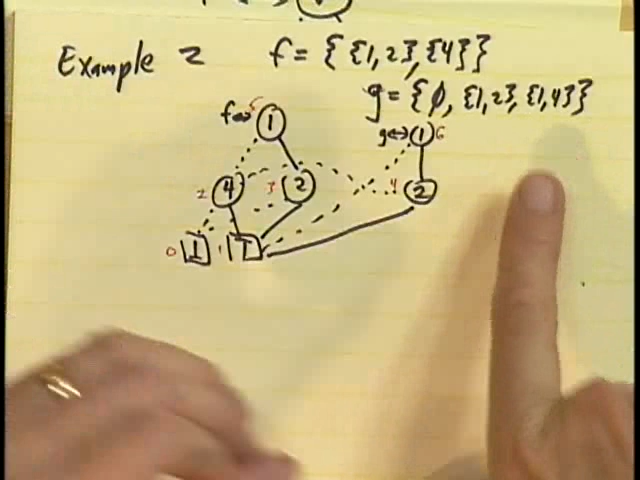 Example 2 f = { {1,2}, {4} }
g = { ∅, {1,2}, {1,4} }
f ↔ 5 1
g ↔ 1 6
2 4 3 2 4 2
0 ⊥ 1 T